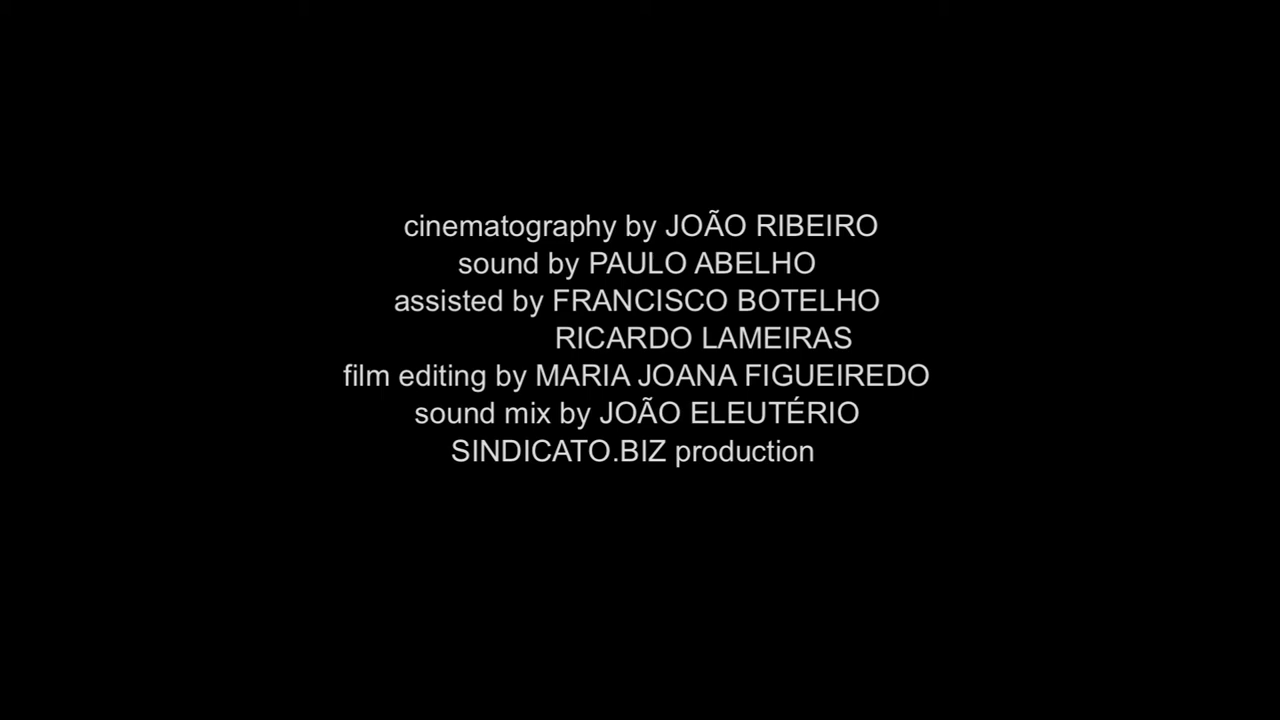 cinematography by JOÃO RIBEIRO
sound by PAULO ABELHO
assisted by FRANCISCO BOTELHO
RICARDO LAMEIRAS
film editing by MARIA JOANA FIGUEIREDO
sound mix by JOÃO ELEUTÉRIO
SINDICATO.BIZ production